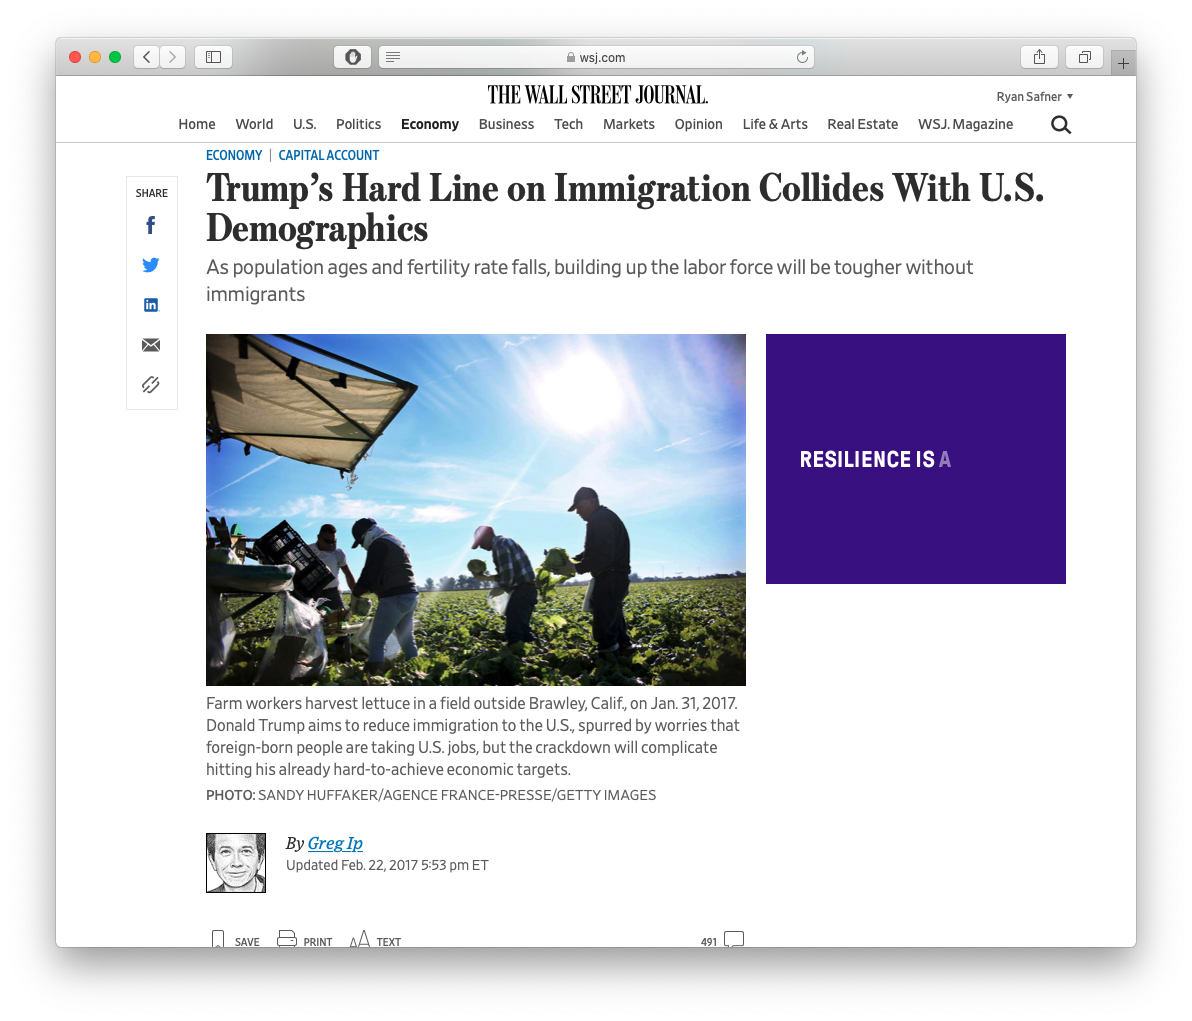 wsj.com
THE WALL STREET JOURNAL.
Ryan Safner
Home World U.S. Politics Economy Business Tech Markets Opinion Life & Arts Real Estate WSJ. Magazine
ECONOMY | CAPITAL ACCOUNT
SHARE
Trump’s Hard Line on Immigration Collides With U.S.
Demographics
As population ages and fertility rate falls, building up the labor force will be tougher without
immigrants
RESILIENCE IS A
Farm workers harvest lettuce in a field outside Brawley, Calif., on Jan. 31, 2017.
Donald Trump aims to reduce immigration to the U.S., spurred by worries that
foreign-born people are taking U.S. jobs, but the crackdown will complicate
hitting his already hard-to-achieve economic targets.
PHOTO: SANDY HUFFAKER/AGENCE FRANCE-PRESSE/GETTY IMAGES
By Greg Ip
Updated Feb. 22, 2017 5:53 pm ET
SAVE PRINT AA TEXT 491